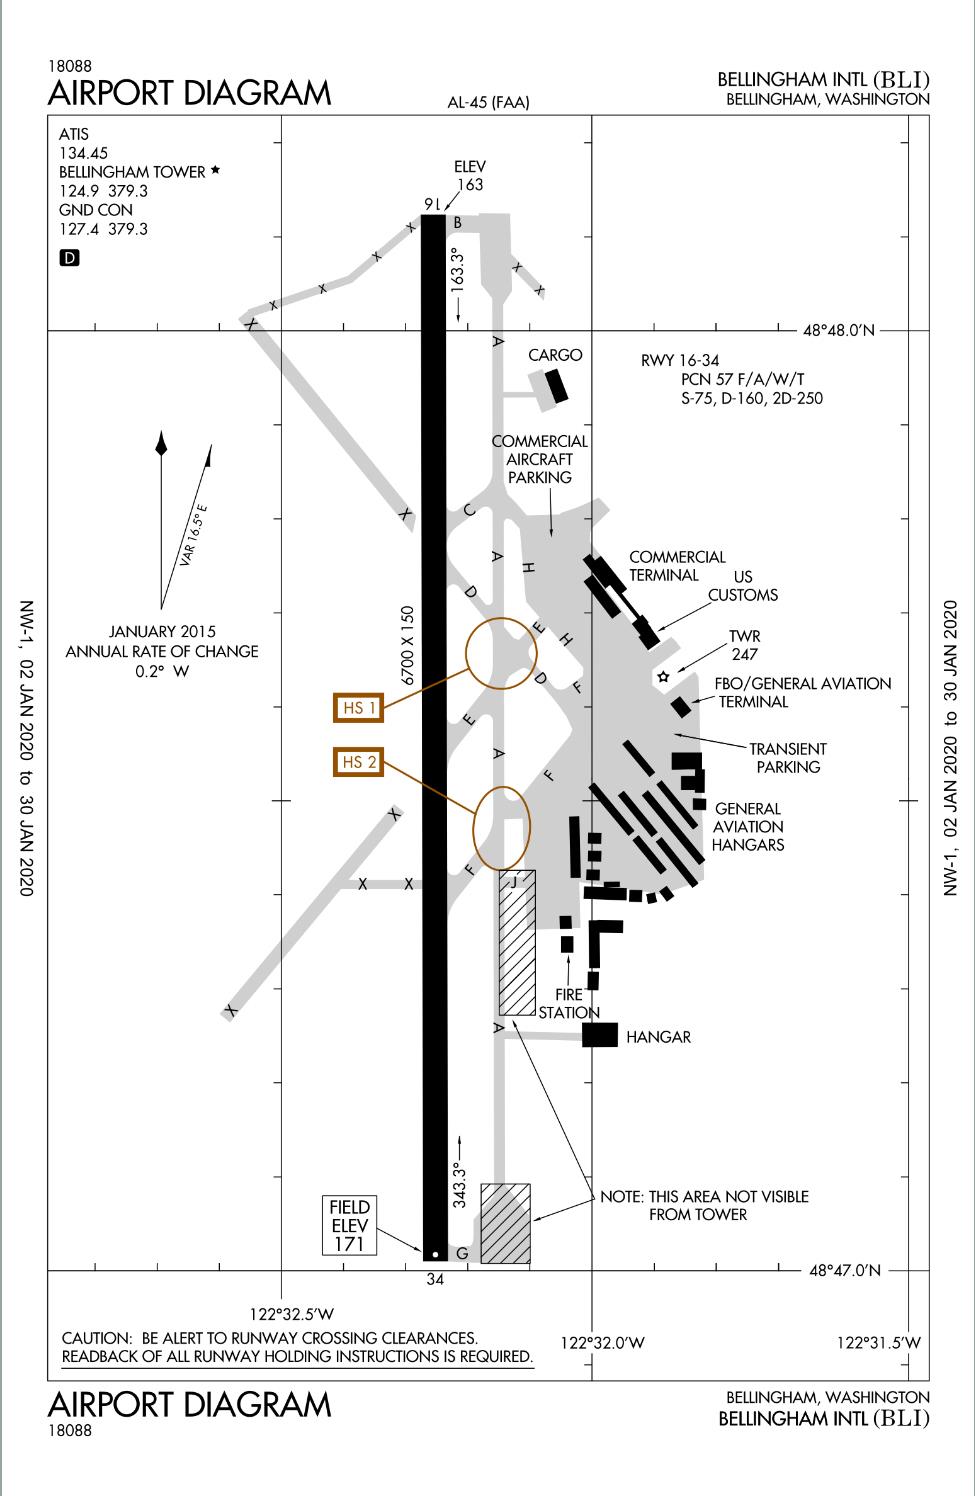 18088
AIRPORT DIAGRAM
AL-45 (FAA)
BELLINGHAM INTL (BLI)
BELLINGHAM, WASHINGTON
ATIS
134.45
BELLINGHAM TOWER ★
124.9 379.3
GND CON
127.4 379.3
D
ELEV
163
16
B
163.3°
X
X
X
X
X
X
X
48°48.0'N
A
CARGO
RWY 16-34
PCN 57 F/A/W/T
S-75, D-160, 2D-250
COMMERCIAL
AIRCRAFT
PARKING
VAR 16.5° E
X
C
A
H
COMMERCIAL
TERMINAL
US
CUSTOMS
D
JANUARY 2015
ANNUAL RATE OF CHANGE
0.2° W
6700 X 150
E
H
TWR
247
D
F
FBO/GENERAL AVIATION
TERMINAL
HS 1
E
A
TRANSIENT
PARKING
HS 2
F
GENERAL
AVIATION
HANGARS
X
F
X
X
J
X
FIRE
STATION
A
HANGAR
343.3°
NOTE: THIS AREA NOT VISIBLE
FROM TOWER
FIELD
ELEV
171
G
34
48°47.0'N
122°32.5'W
122°32.0'W
122°31.5'W
CAUTION: BE ALERT TO RUNWAY CROSSING CLEARANCES.
READBACK OF ALL RUNWAY HOLDING INSTRUCTIONS IS REQUIRED.
AIRPORT DIAGRAM
18088
BELLINGHAM, WASHINGTON
BELLINGHAM INTL (BLI)
NW-1, 02 JAN 2020 to 30 JAN 2020
NW-1, 02 JAN 2020 to 30 JAN 2020